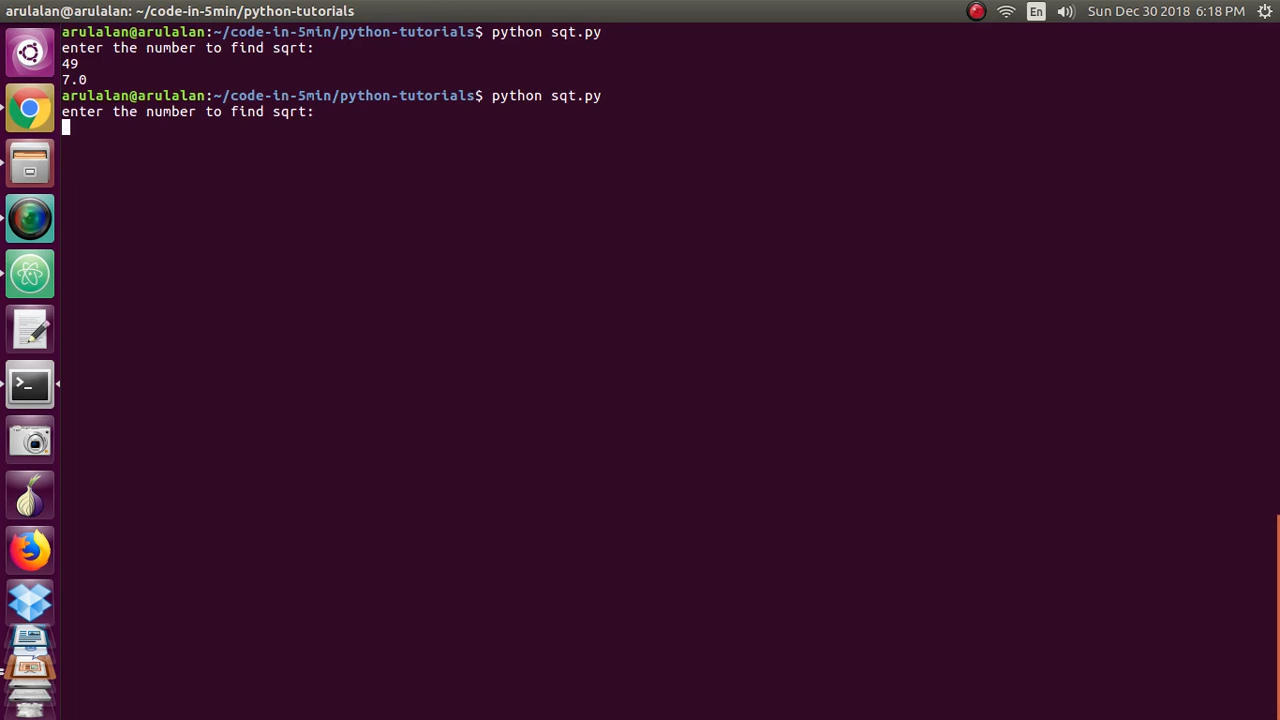 arulalan@arulalan: ~/code-in-5min/python-tutorials En Sun Dec 30 2018 6:18 PM
arulalan@arulalan:~/code-in-5min/python-tutorials$ python sqt.py
enter the number to find sqrt:
49
7.0
arulalan@arulalan:~/code-in-5min/python-tutorials$ python sqt.py
enter the number to find sqrt:
>_